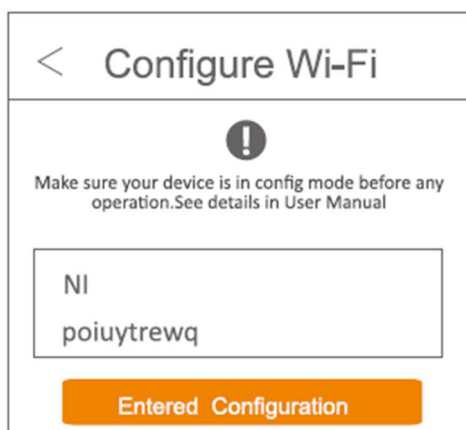 < Configure Wi-Fi
!
Make sure your device is in config mode before any
operation.See details in User Manual
NI
poiuytrewq
Entered Configuration